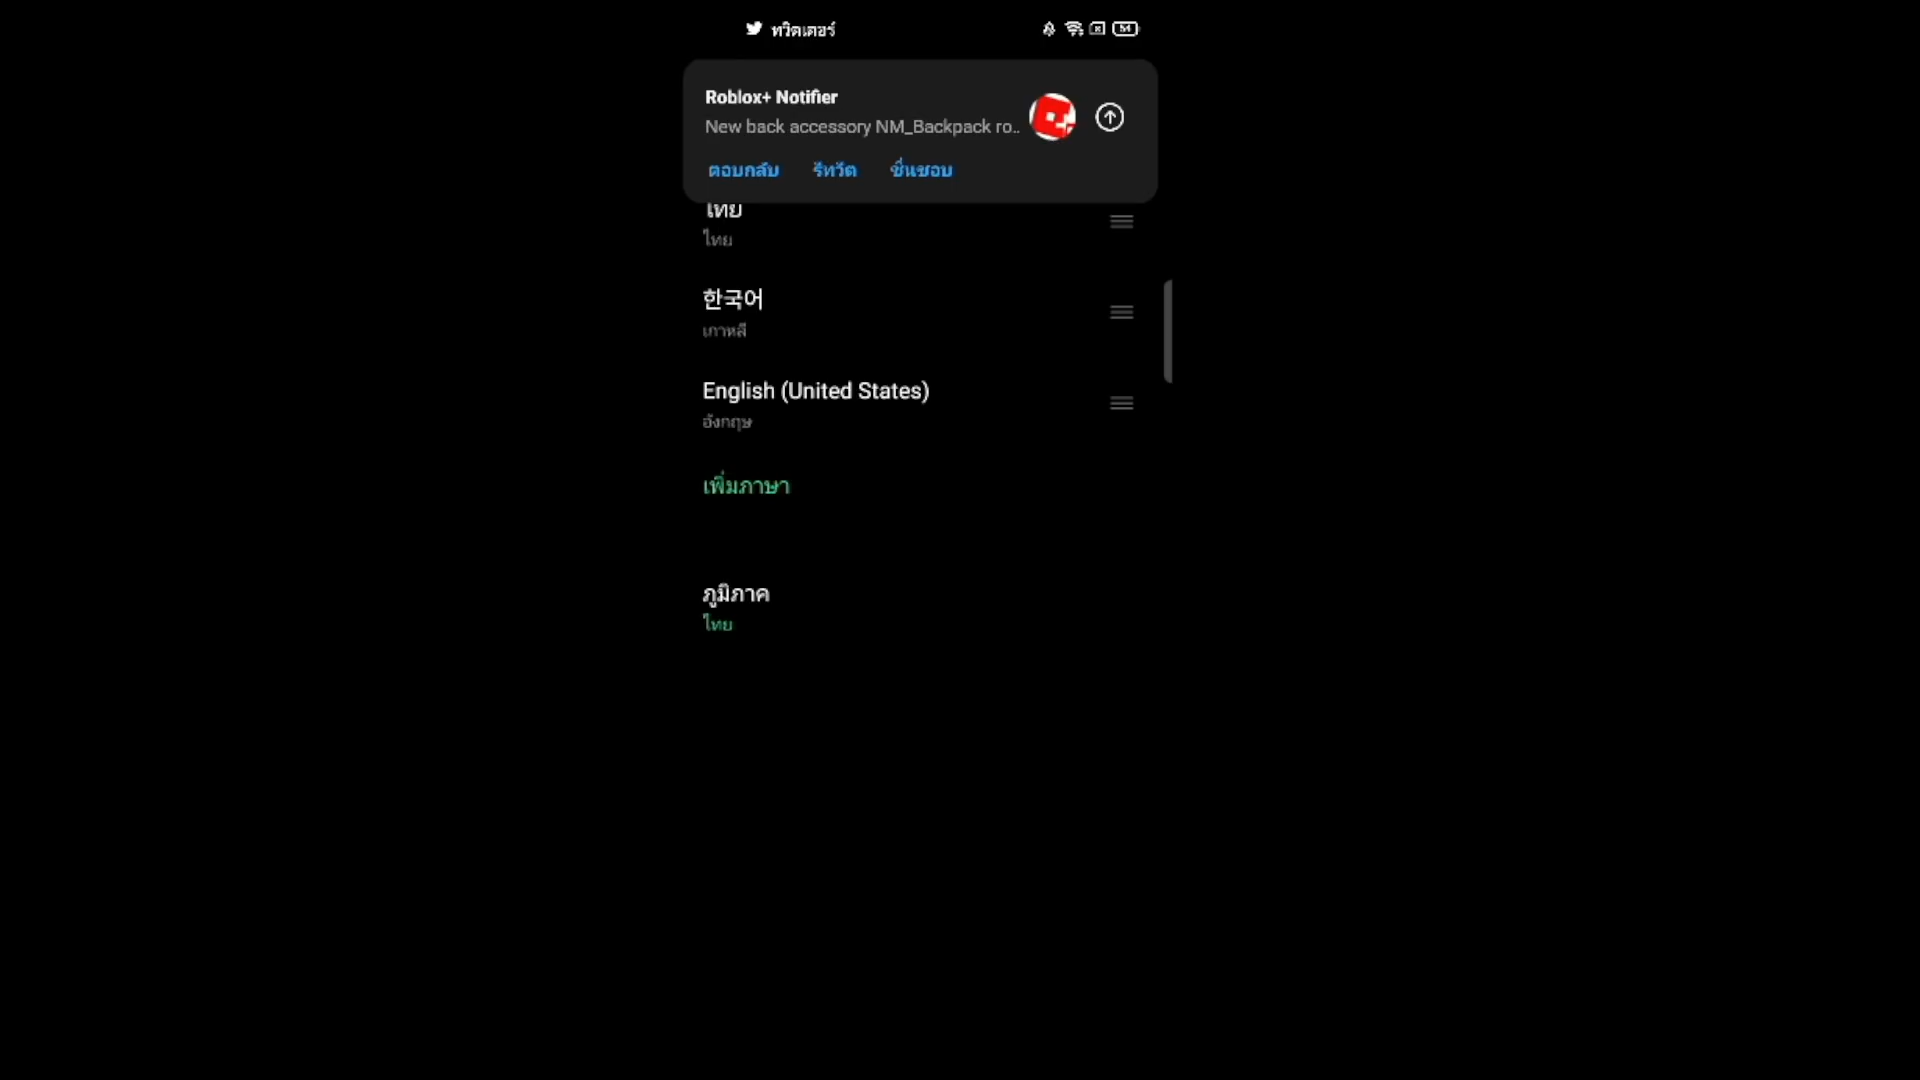 ทวิตเตอร์
54
Roblox+ Notifier
New back accessory NM_Backpack ro..
ตอบกลับ รีทวีต ชื่นชอบ
ไทย
ไทย
한국어
เกาหลี
English (United States)
อังกฤษ
เพิ่มภาษา
ภูมิภาค
ไทย